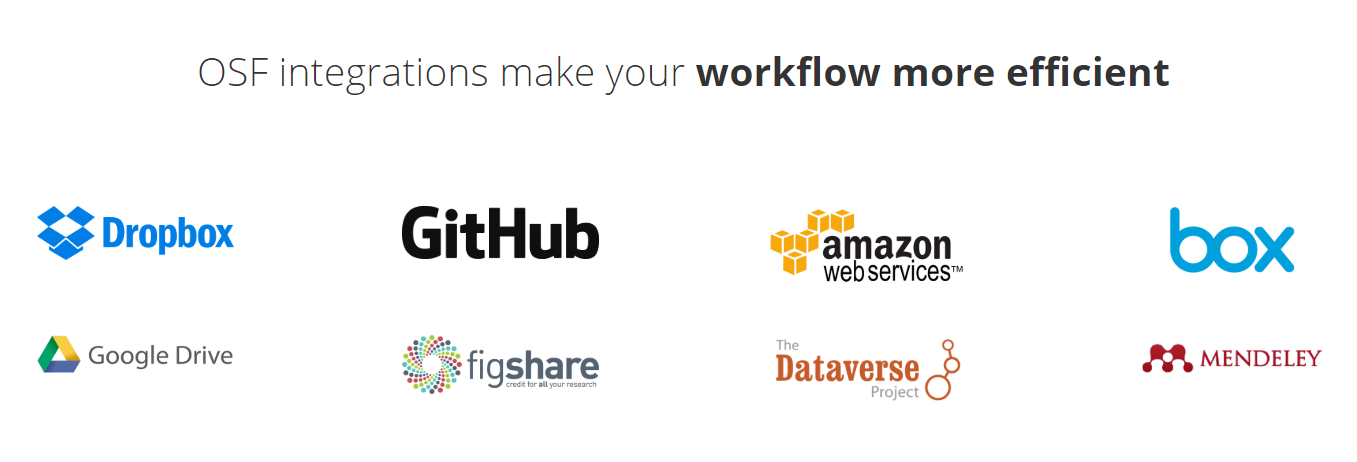 OSF integrations make your workflow more efficient
Dropbox
GitHub
amazon
web services™
box
Google Drive
figshare
credit for all your research
The
Dataverse
Project
MENDELEY